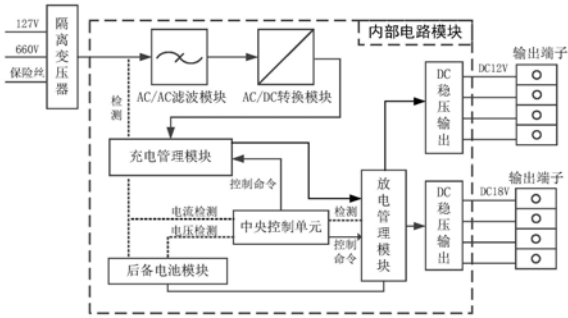 127V
660V
保险丝
隔离变压器
内部电路模块
AC/AC滤波模块
AC/DC转换模块
检测
充电管理模块
控制命令
电流检测
电压检测
中央控制单元
检测
控制
命令
后备电池模块
放电管理模块
DC稳压输出
DC12V
输出端子
DC稳压输出
DC18V
输出端子